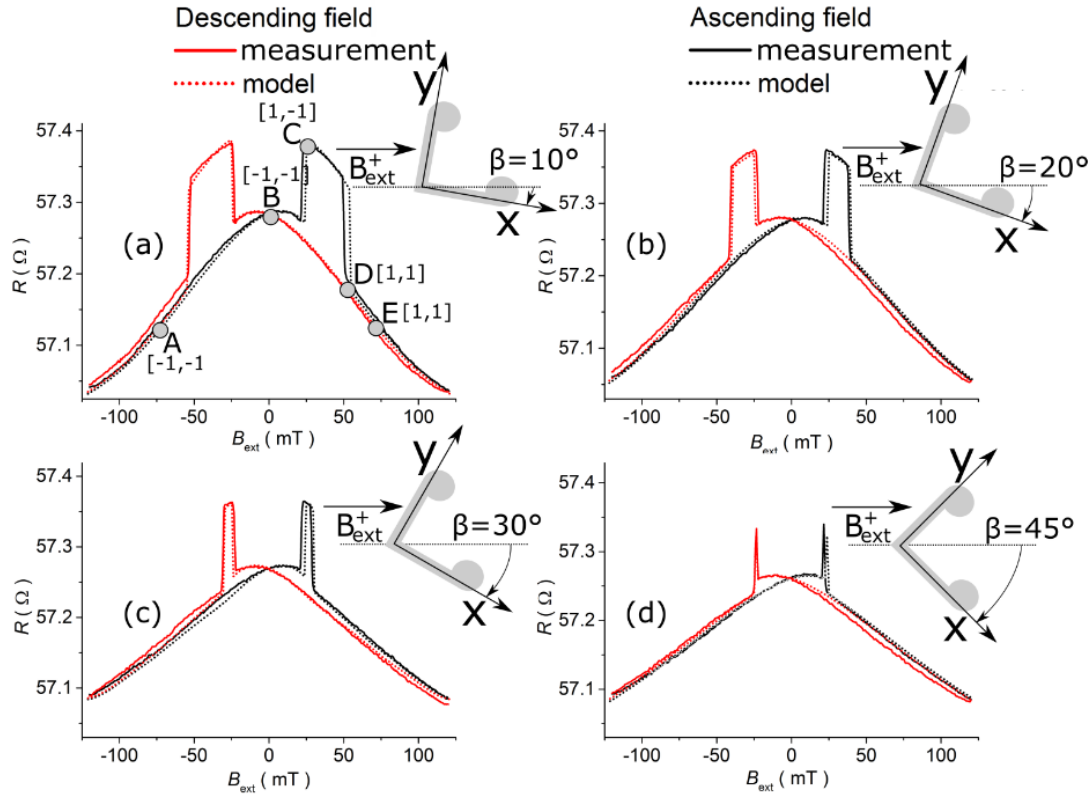 Descending field
measurement
model
Ascending field
measurement
model
[1,-1]
C
[-1,-1]
B
(a)
D[1,1]
E[1,1]
A
[-1,-1
y
B+ext
β=10°
x
57.4
57.3
57.2
57.1
R (Ω)
-100 -50 0 50 100
Bext ( mT )
(b)
y
B+ext
β=20°
x
57.4
57.3
57.2
57.1
R (Ω)
-100 -50 0 50 100
Bext ( mT )
(c)
y
B+ext
β=30°
x
57.4
57.3
57.2
57.1
R (Ω)
-100 -50 0 50 100
Bext ( mT )
(d)
y
B+ext
β=45°
x
57.4
57.3
57.2
57.1
R (Ω)
-100 -50 0 50 100
Bext ( mT )